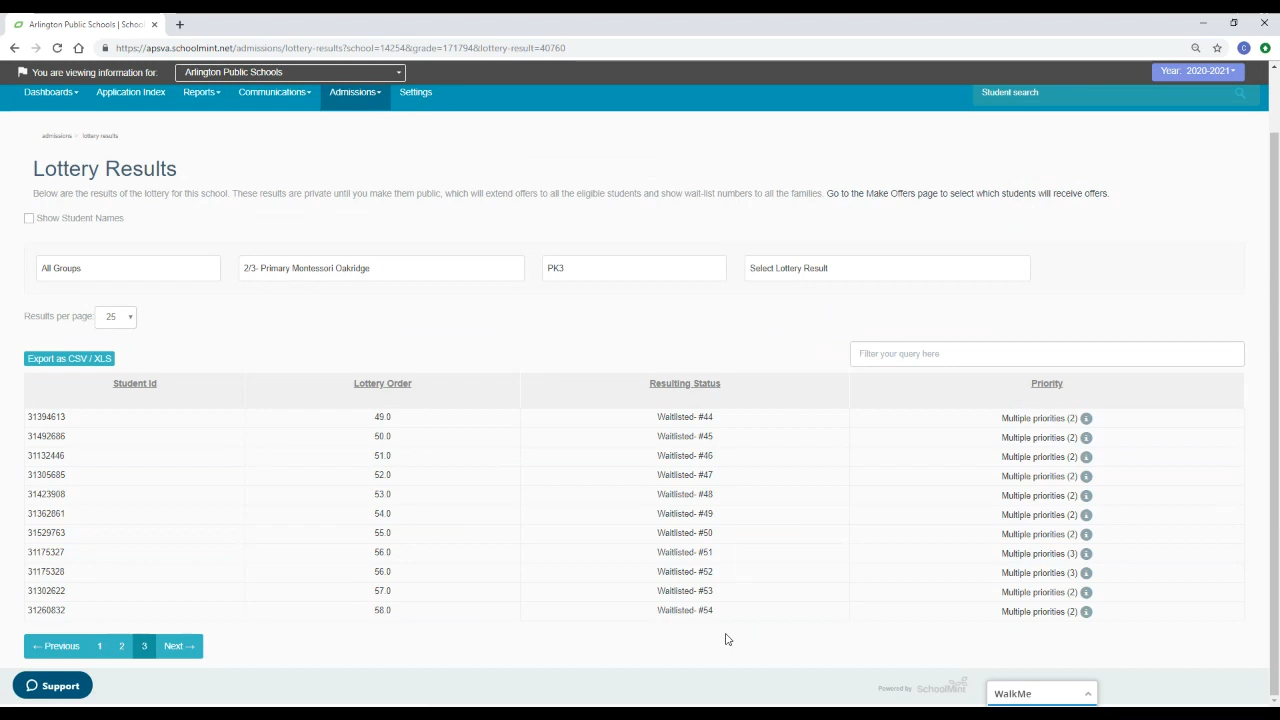 Arlington Public Schools | School
https://apsva.schoolmint.net/admissions/lottery-results?school=14254&grade=171794&lottery-result=40760
C
You are viewing information for: Arlington Public Schools Year: 2020-2021
Dashboards Application Index Reports Communications Admissions Settings Student search
admissions > lottery results
Lottery Results
Below are the results of the lottery for this school. These results are private until you make them public, which will extend offers to all the eligible students and show wait-list numbers to all the families. Go to the Make Offers page to select which students will receive offers.
Show Student Names
All Groups 2/3- Primary Montessori Oakridge PK3 Select Lottery Result
Results per page: 25
Export as CSV / XLS Filter your query here
Student Id Lottery Order Resulting Status Priority
31394613 49.0 Waitlisted- #44 Multiple priorities (2) i
31492686 50.0 Waitlisted- #45 Multiple priorities (2) i
31132446 51.0 Waitlisted- #46 Multiple priorities (2) i
31305685 52.0 Waitlisted- #47 Multiple priorities (2) i
31423908 53.0 Waitlisted- #48 Multiple priorities (2) i
31362861 54.0 Waitlisted- #49 Multiple priorities (2) i
31529763 55.0 Waitlisted- #50 Multiple priorities (2) i
31175327 56.0 Waitlisted- #51 Multiple priorities (3) i
31175328 56.0 Waitlisted- #52 Multiple priorities (3) i
31302622 57.0 Waitlisted- #53 Multiple priorities (2) i
31260832 58.0 Waitlisted- #54 Multiple priorities (2) i
← Previous 1 2 3 Next →
Support Powered by SchoolMint WalkMe